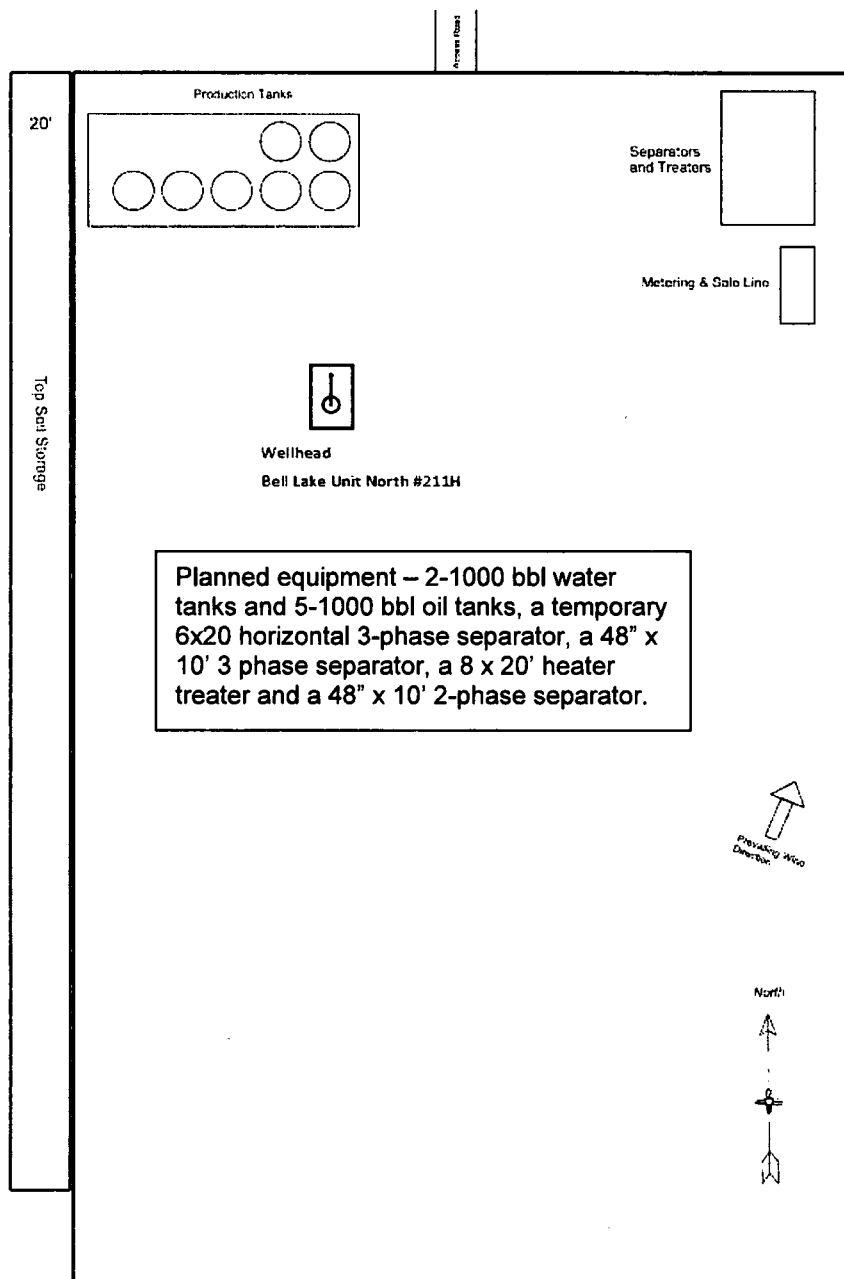 Access Road
Production Tanks
20'
Separators
and Treaters
Metering & Sale Line
Top Soil Storage
Wellhead
Bell Lake Unit North #211H
Planned equipment – 2-1000 bbl water
tanks and 5-1000 bbl oil tanks, a temporary
6x20 horizontal 3-phase separator, a 48" x
10' 3 phase separator, a 8 x 20' heater
treater and a 48" x 10' 2-phase separator.
Prevailing Wind
Direction
North